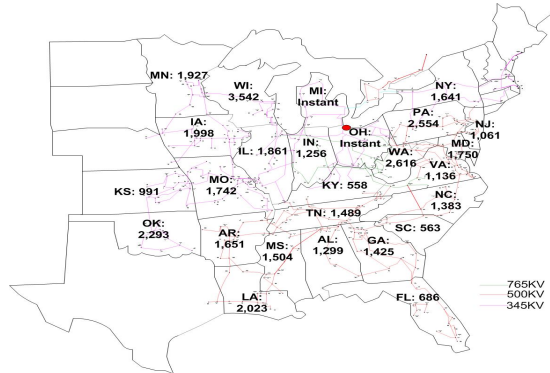 MN: 1,927
WI:
3,542
MI:
Instant
NY:
1,641
IA:
1,998
PA:
2,554
NJ:
1,061
OH:
Instant
IL: 1,861
IN:
1,256
WA:
2,616
MD:
1,750
VA:
1,136
KS: 991
MO:
1,742
KY: 558
NC:
1,383
OK:
2,293
AR:
1,651
TN: 1,489
SC: 563
MS:
1,504
AL:
1,299
GA:
1,425
LA:
2,023
FL: 686
765KV
500KV
345KV